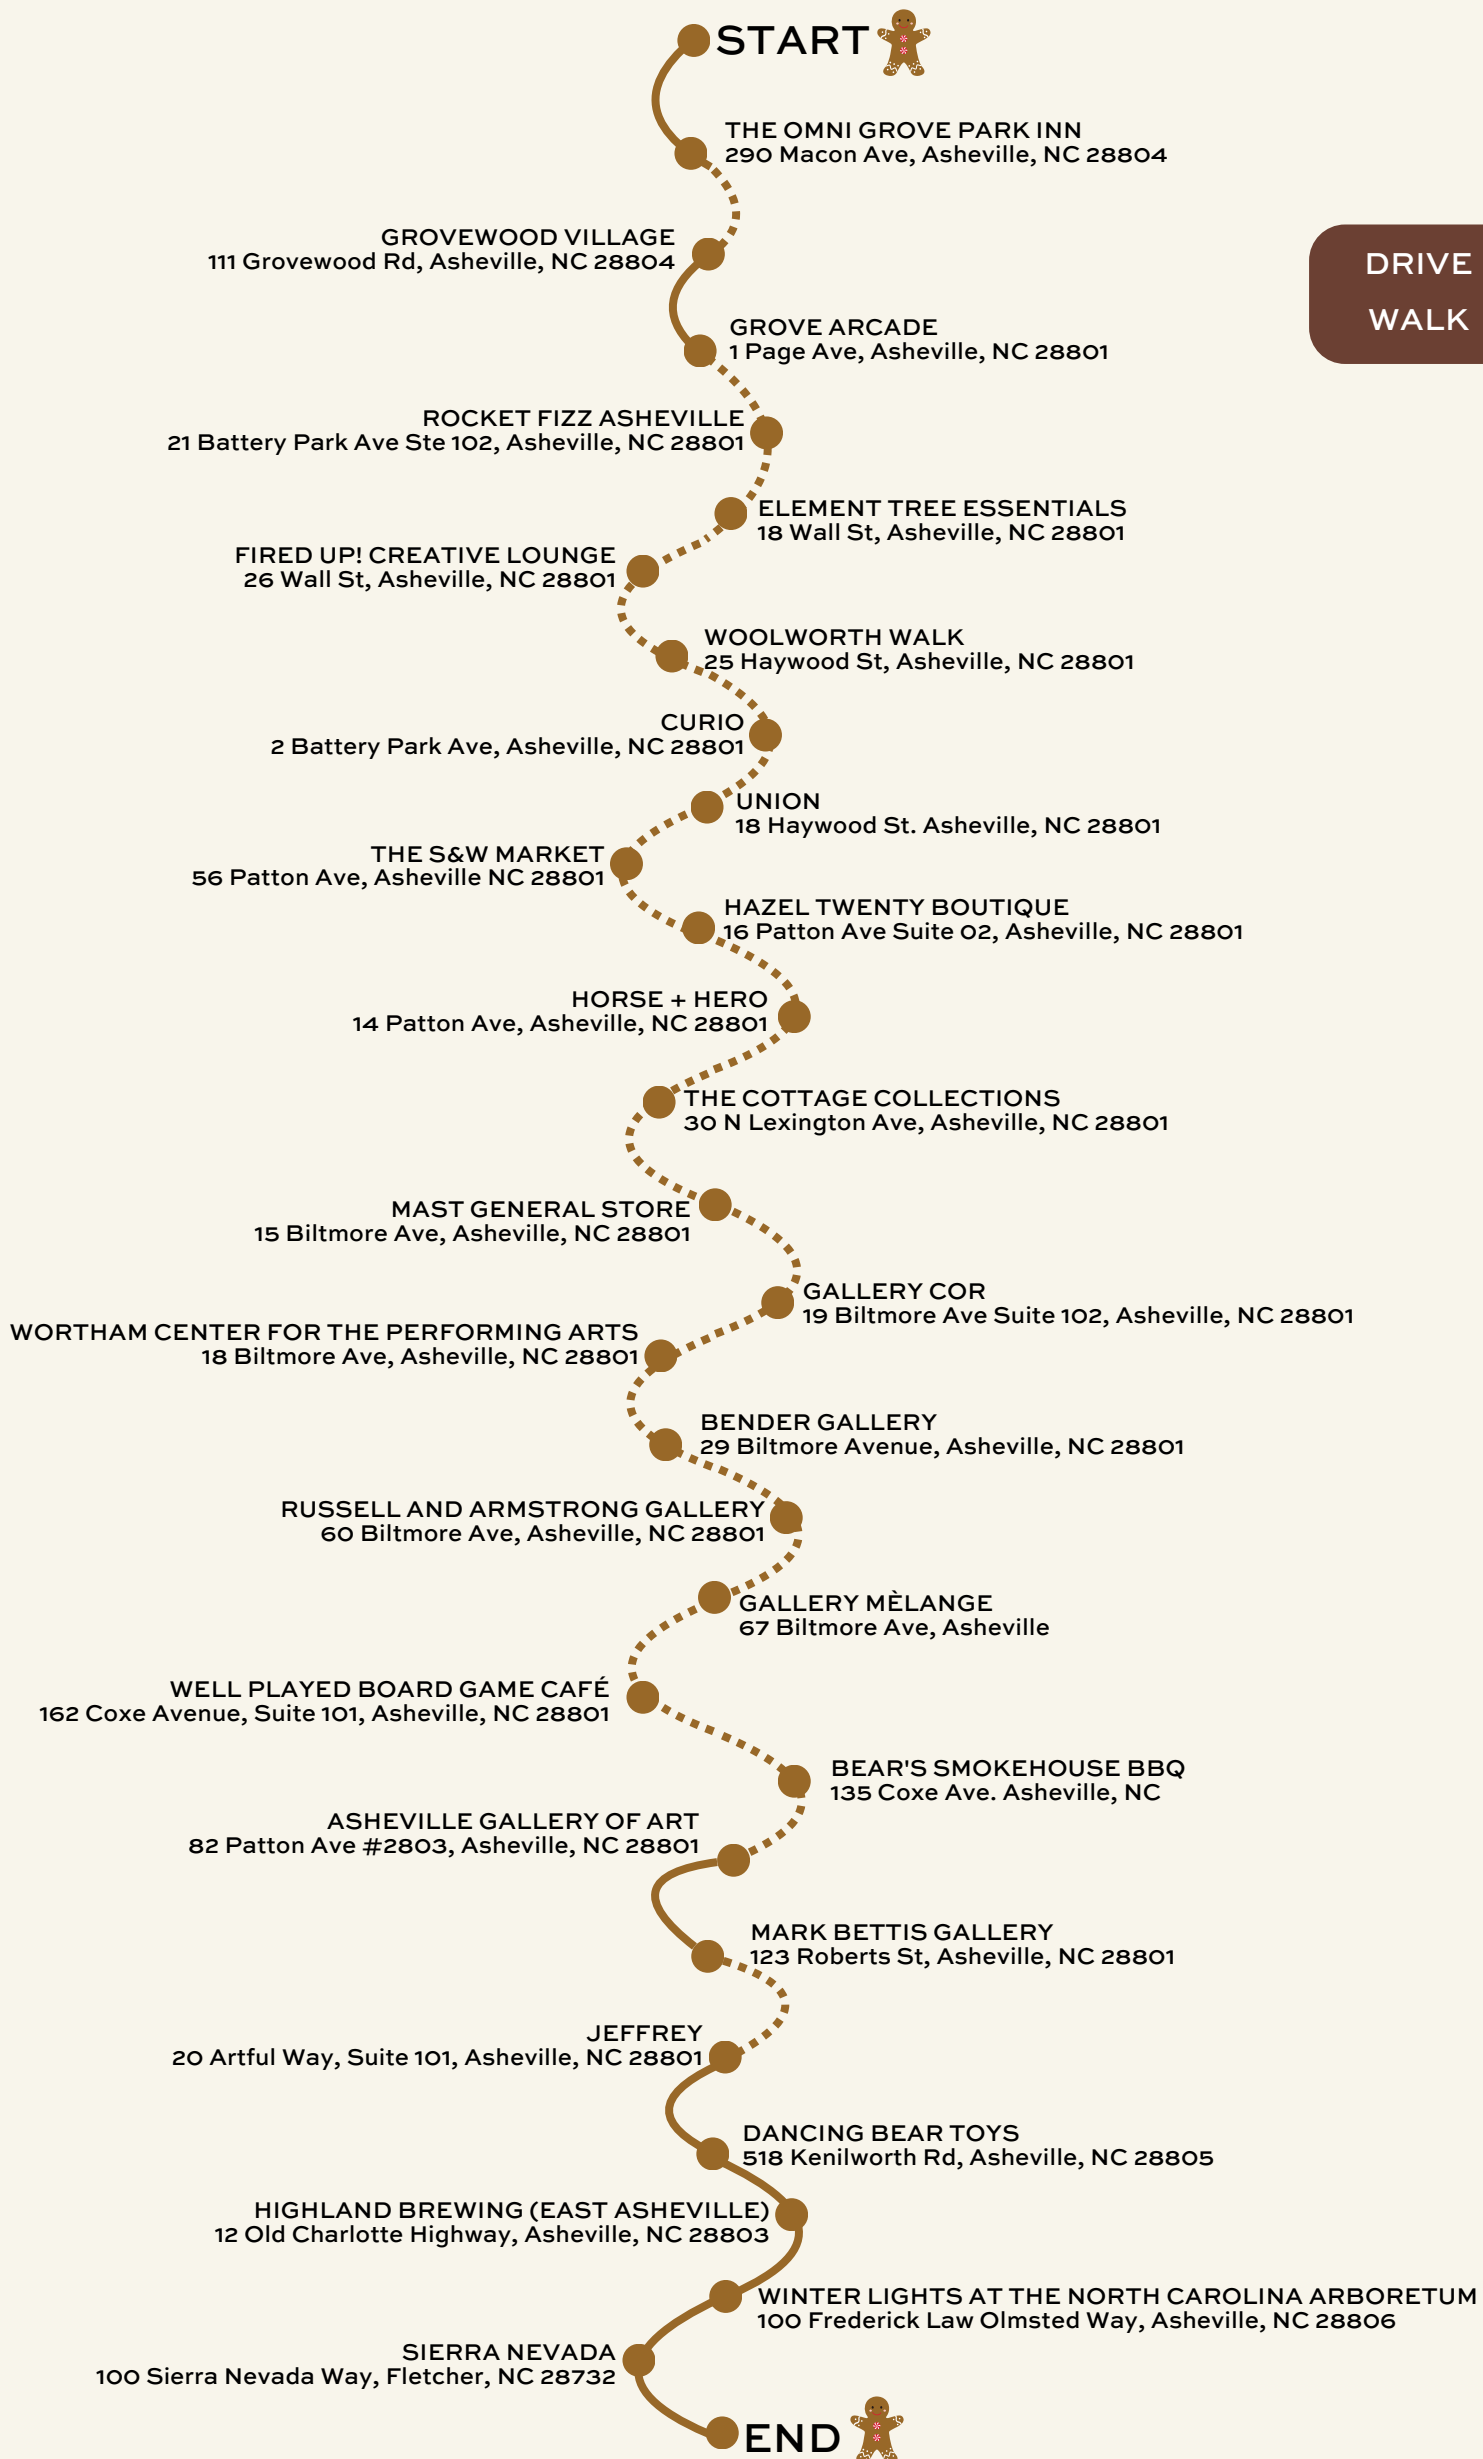 START
THE OMNI GROVE PARK INN
290 Macon Ave, Asheville, NC 28804
GROVEWOOD VILLAGE
111 Grovewood Rd, Asheville, NC 28804
DRIVE
WALK
GROVE ARCADE
1 Page Ave, Asheville, NC 28801
ROCKET FIZZ ASHEVILLE
21 Battery Park Ave Ste 102, Asheville, NC 28801
ELEMENT TREE ESSENTIALS
18 Wall St, Asheville, NC 28801
FIRED UP! CREATIVE LOUNGE
26 Wall St, Asheville, NC 28801
WOOLWORTH WALK
25 Haywood St, Asheville, NC 28801
CURIO
2 Battery Park Ave, Asheville, NC 28801
UNION
18 Haywood St. Asheville, NC 28801
THE S&W MARKET
56 Patton Ave, Asheville NC 28801
HAZEL TWENTY BOUTIQUE
16 Patton Ave Suite 02, Asheville, NC 28801
HORSE + HERO
14 Patton Ave, Asheville, NC 28801
THE COTTAGE COLLECTIONS
30 N Lexington Ave, Asheville, NC 28801
MAST GENERAL STORE
15 Biltmore Ave, Asheville, NC 28801
GALLERY COR
19 Biltmore Ave Suite 102, Asheville, NC 28801
WORTHAM CENTER FOR THE PERFORMING ARTS
18 Biltmore Ave, Asheville, NC 28801
BENDER GALLERY
29 Biltmore Avenue, Asheville, NC 28801
RUSSELL AND ARMSTRONG GALLERY
60 Biltmore Ave, Asheville, NC 28801
GALLERY MÈLANGE
67 Biltmore Ave, Asheville
WELL PLAYED BOARD GAME CAFÉ
162 Coxe Avenue, Suite 101, Asheville, NC 28801
BEAR'S SMOKEHOUSE BBQ
135 Coxe Ave. Asheville, NC
ASHEVILLE GALLERY OF ART
82 Patton Ave #2803, Asheville, NC 28801
MARK BETTIS GALLERY
123 Roberts St, Asheville, NC 28801
JEFFREY
20 Artful Way, Suite 101, Asheville, NC 28801
DANCING BEAR TOYS
518 Kenilworth Rd, Asheville, NC 28805
HIGHLAND BREWING (EAST ASHEVILLE)
12 Old Charlotte Highway, Asheville, NC 28803
WINTER LIGHTS AT THE NORTH CAROLINA ARBORETUM
100 Frederick Law Olmsted Way, Asheville, NC 28806
SIERRA NEVADA
100 Sierra Nevada Way, Fletcher, NC 28732
END